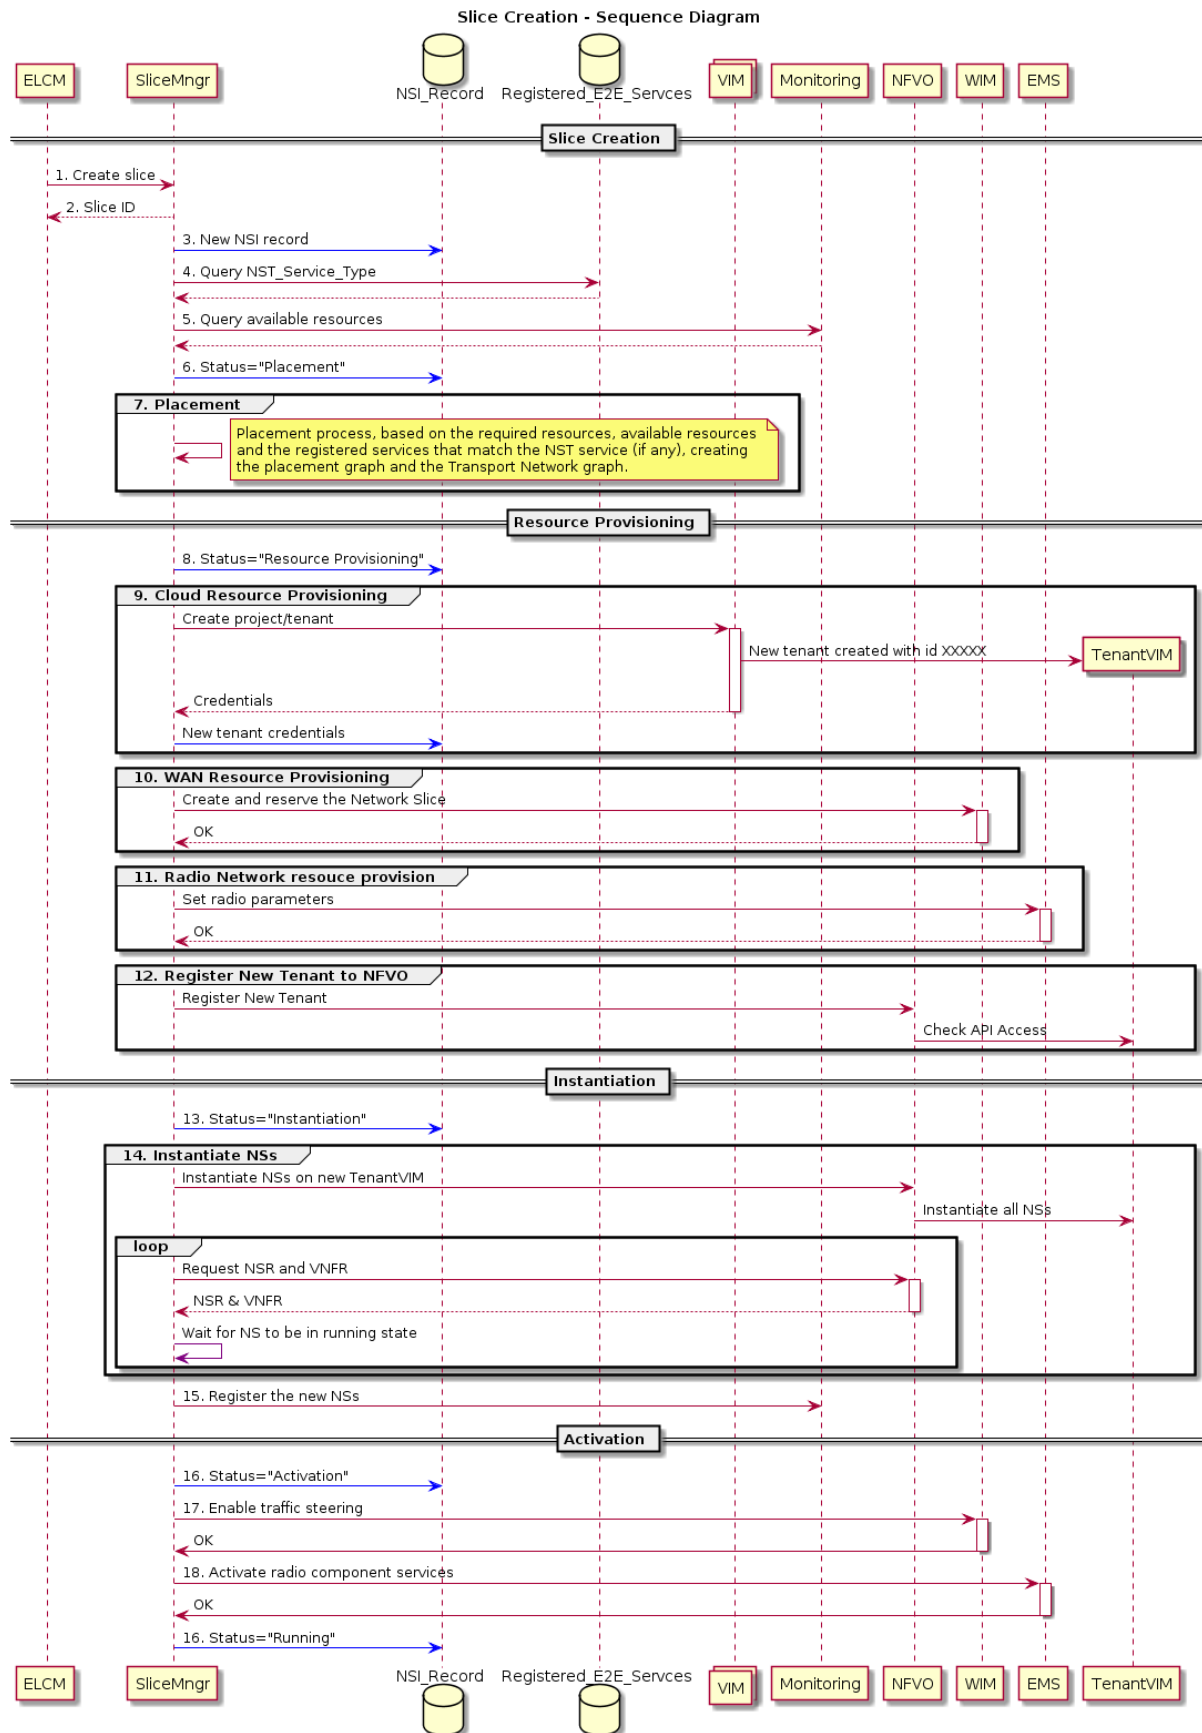 Slice Creation - Sequence Diagram
ELCM
SliceMngr
NSI_Record
Registered_E2E_Servces
VIM
Monitoring
NFVO
WIM
EMS
Slice Creation
1. Create slice
2. Slice ID
3. New NSI record
4. Query NST_Service_Type
5. Query available resources
6. Status="Placement"
7. Placement
Placement process, based on the required resources, available resources
and the registered services that match the NST service (if any), creating
the placement graph and the Transport Network graph.
Resource Provisioning
8. Status="Resource Provisioning"
9. Cloud Resource Provisioning
Create project/tenant
New tenant created with id XXXXX
TenantVIM
Credentials
New tenant credentials
10. WAN Resource Provisioning
Create and reserve the Network Slice
OK
11. Radio Network resouce provision
Set radio parameters
OK
12. Register New Tenant to NFVO
Register New Tenant
Check API Access
Instantiation
13. Status="Instantiation"
14. Instantiate NSs
Instantiate NSs on new TenantVIM
Instantiate all NSs
loop
Request NSR and VNFR
NSR & VNFR
Wait for NS to be in running state
15. Register the new NSs
Activation
16. Status="Activation"
17. Enable traffic steering
OK
18. Activate radio component services
OK
16. Status="Running"
ELCM
SliceMngr
NSI_Record
Registered_E2E_Servces
VIM
Monitoring
NFVO
WIM
EMS
TenantVIM